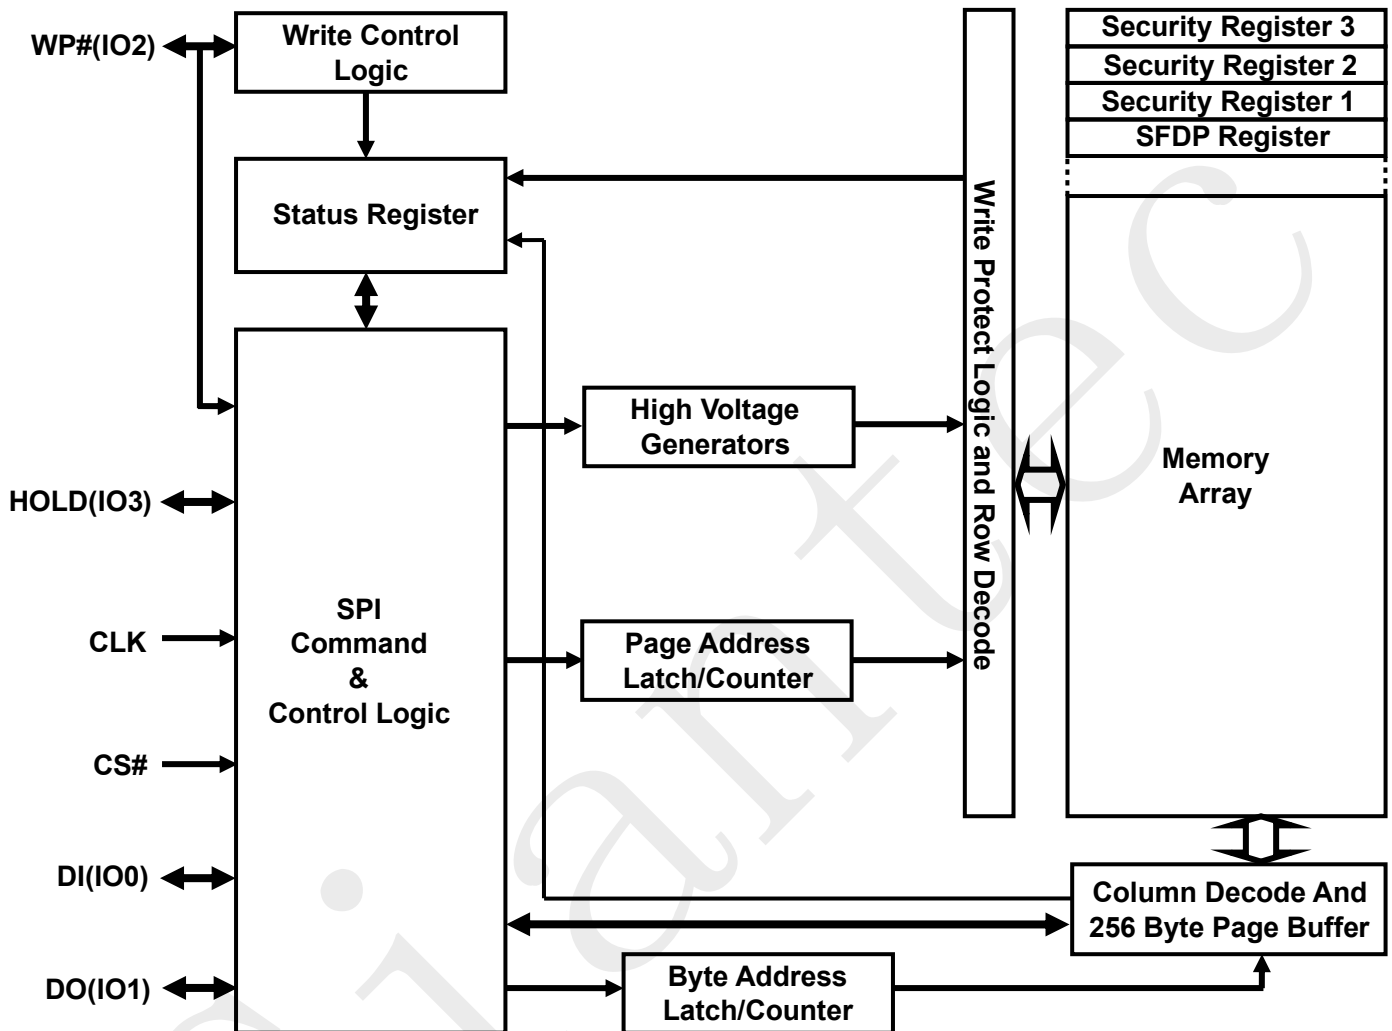 WP#(IO2)
Write Control
Logic
Security Register 3
Security Register 2
Security Register 1
SFDP Register
Status Register
Write Protect Logic and Row Decode
High Voltage
Generators
Memory
Array
HOLD(IO3)
SPI
Command
&
Control Logic
CLK
Page Address
Latch/Counter
CS#
DI(IO0)
Column Decode And
256 Byte Page Buffer
DO(IO1)
Byte Address
Latch/Counter
iantec